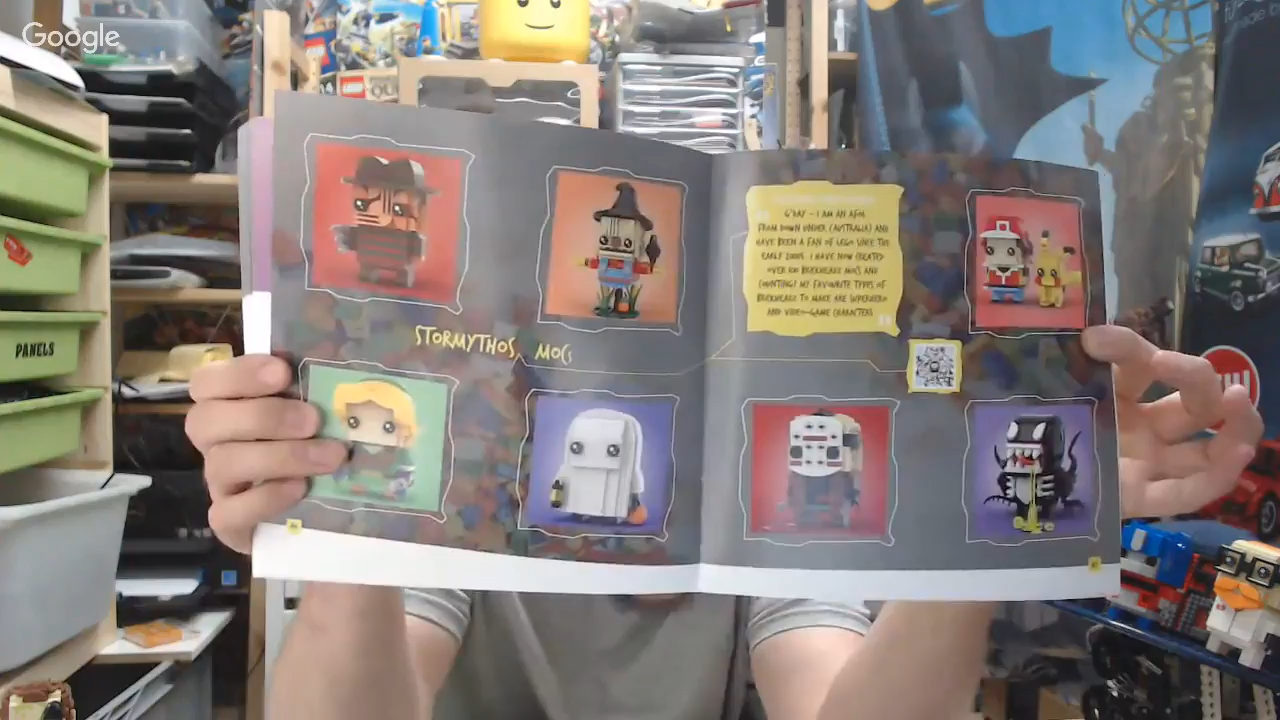 Google
LEGO
PANELS
STORMYTHOS MOCS
G'DAY - I AM AN AFOL
FROM DOWN UNDER (AUSTRALIA) AND
HAVE BEEN A FAN OF LEGO SINCE THE
EARLY 2000S. I HAVE NOW CREATED
OVER 100 BRICKHEADZ MOCS AND
COUNTING! MY FAVOURITE TYPES OF
BRICKHEADZ TO MAKE ARE SUPERHERO
AND VIDEO-GAME CHARACTERS